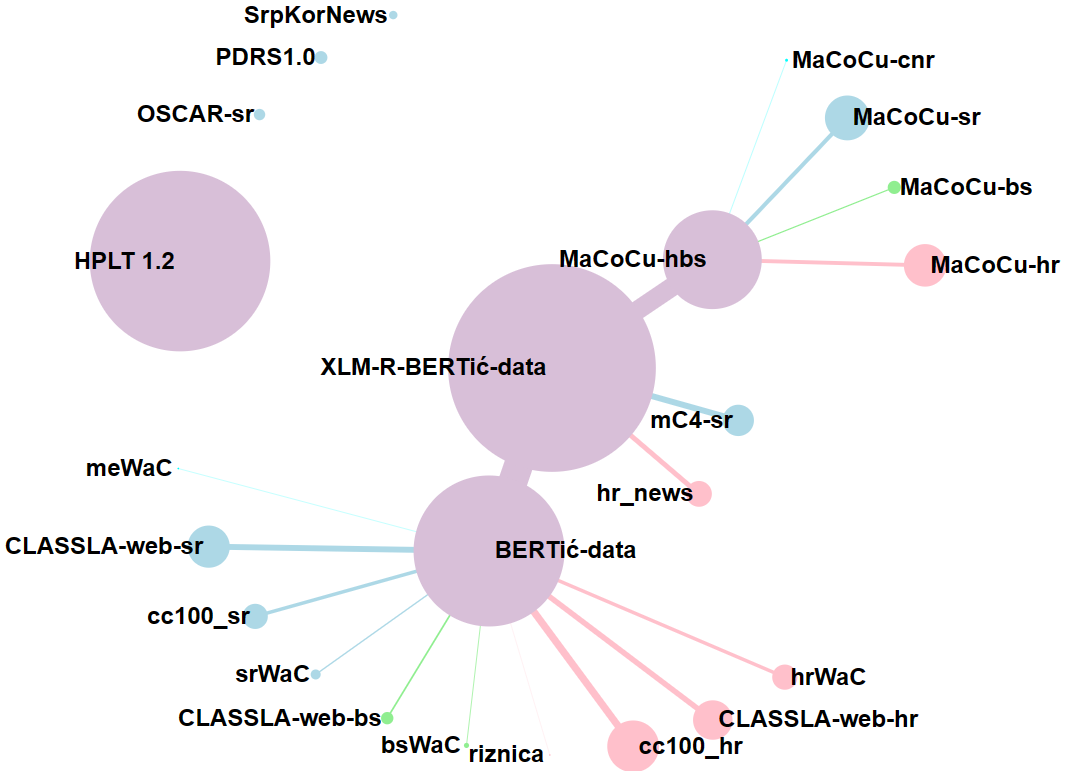 SrpKorNews
PDRS1.0
MaCoCu-cnr
OSCAR-sr
MaCoCu-sr
MaCoCu-bs
HPLT 1.2
MaCoCu-hbs
MaCoCu-hr
XLM-R-BERTić-data
mC4-sr
meWaC
hr_news
CLASSLA-web-sr
BERTić-data
cc100_sr
srWaC
hrWaC
CLASSLA-web-bs
CLASSLA-web-hr
bsWaC
riznica
cc100_hr